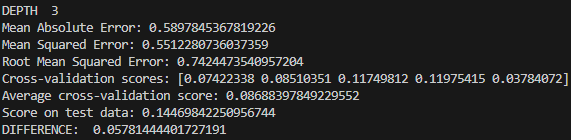 DEPTH  3
Mean Absolute Error: 0.5897845367819226
Mean Squared Error: 0.5512280736037359
Root Mean Squared Error: 0.7424473540957204
Cross-validation scores: [0.07422338 0.08510351 0.11749812 0.11975415 0.03784072]
Average cross-validation score: 0.08688397849229552
Score on test data: 0.14469842250956744
DIFFERENCE:  0.05781444401727191